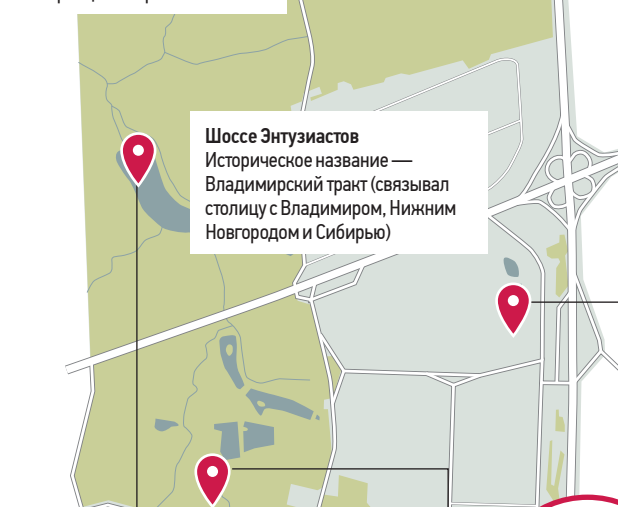 Шоссе Энтузиастов
Историческое название —
Владимирский тракт (связывал
столицу с Владимиром, Нижним
Новгородом и Сибирью)